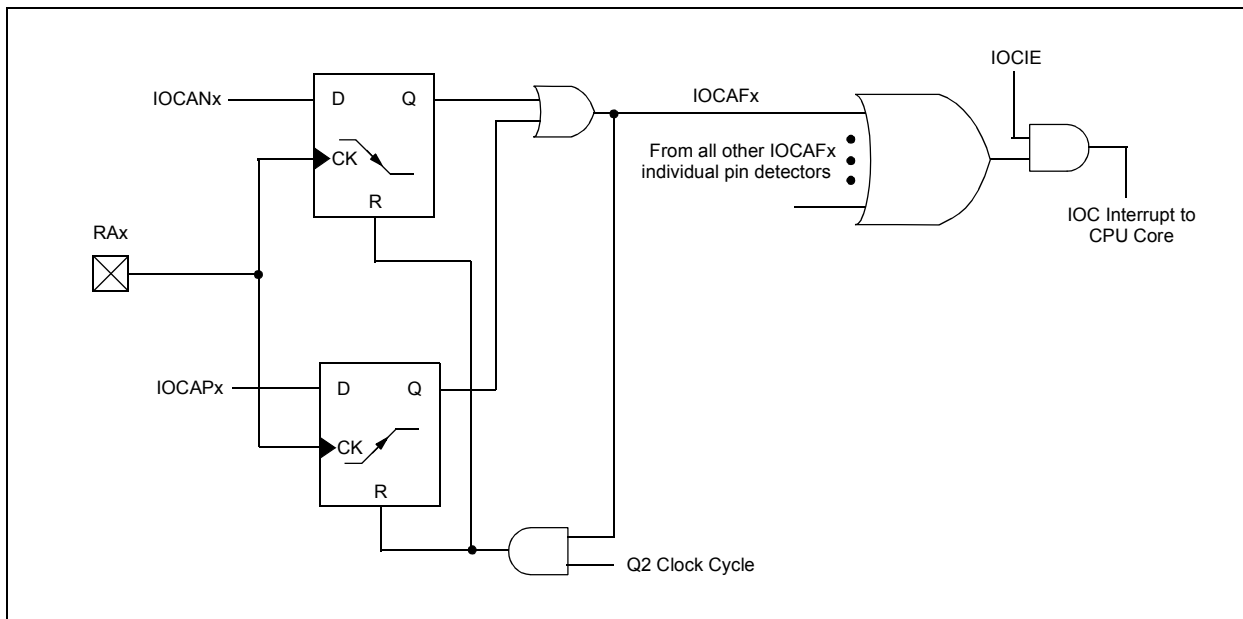 IOCIE
IOCANx
D
Q
IOCAFx
CK
From all other IOCAFx
individual pin detectors
R
IOC Interrupt to
CPU Core
RAx
IOCAPx
D
Q
CK
R
Q2 Clock Cycle